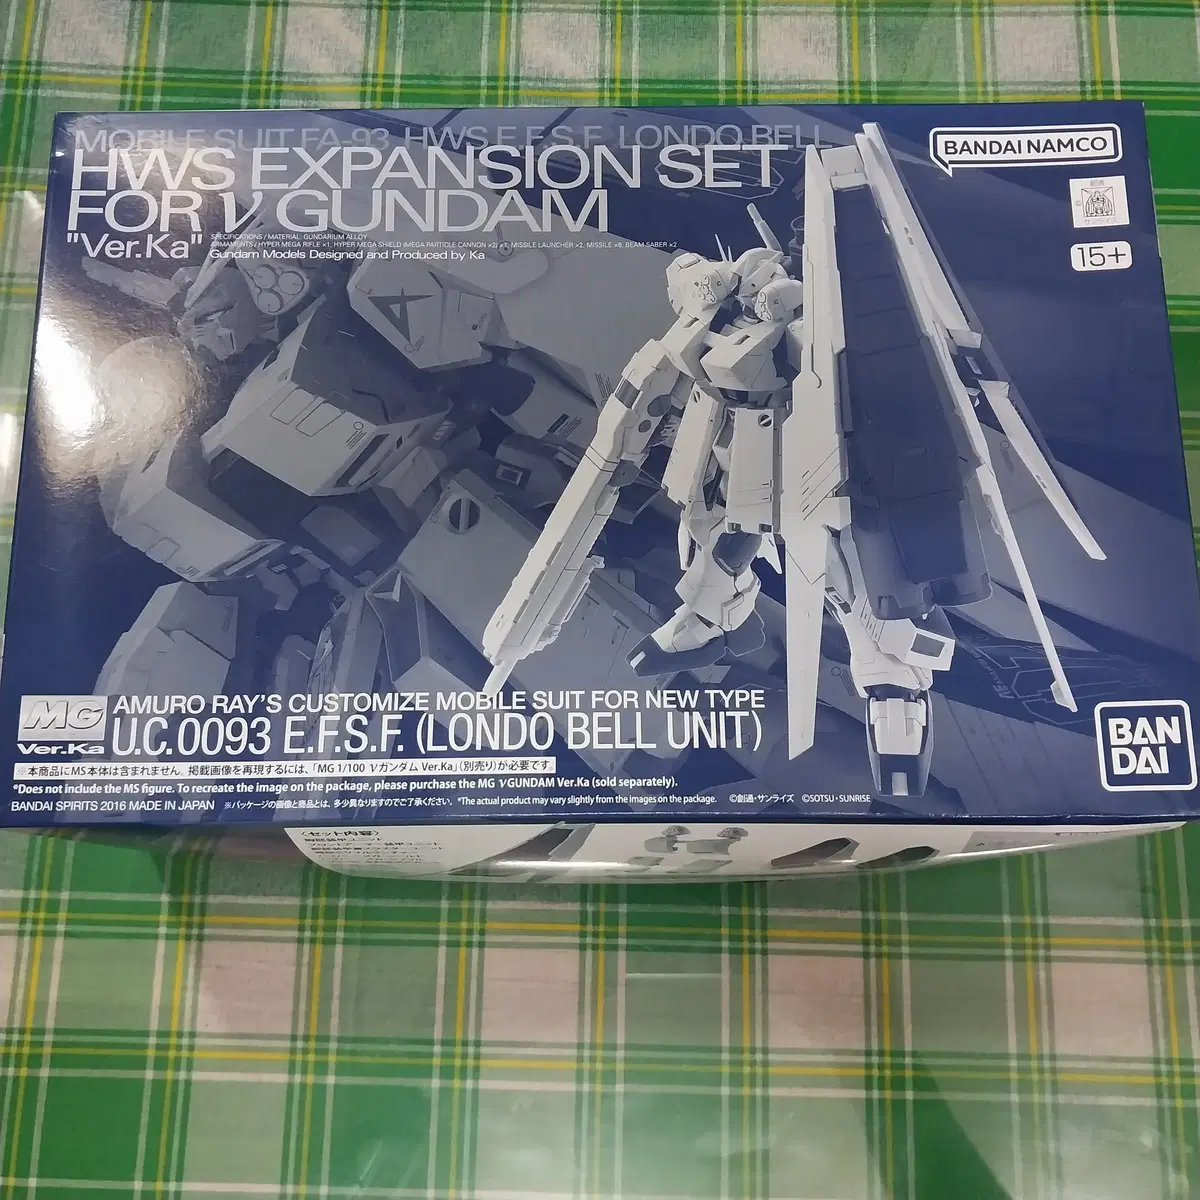 MOBILE SUIT FA-93 HWS E.F.S.F. LONDO BELL
HWS EXPANSION SET
FOR ν GUNDAM
"Ver.Ka"
SPECIFICATIONS / MATERIAL: GUNDARIUM ALLOY
ARMAMENTS / HYPER MEGA RIFLE ×1, HYPER MEGA SHIELD (MEGA PARTICLE CANNON ×2) ×1, MISSILE LAUNCHER ×2, MISSILE ×8, BEAM SABER ×2
Gundam Models Designed and Produced by Ka
BANDAI NAMCO
創通
サンライズ
15+
A
MG
Ver.Ka
AMURO RAY'S CUSTOMIZE MOBILE SUIT FOR NEW TYPE
U.C.0093 E.F.S.F. (LONDO BELL UNIT)
BAN
DAI
※本商品にMS本体は含まれません。掲載画像を再現するには、「MG 1/100 νガンダム Ver.Ka」(別売り)が必要です。
*Does not include the MS figure. To recreate the image on the package, please purchase the MG νGUNDAM Ver.Ka (sold separately).
BANDAI SPIRITS 2016 MADE IN JAPAN ※パッケージの画像と商品とは、多少異なりますのでご了承ください。 *The actual product may vary slightly from the images on the package. ©創通・サンライズ ©SOTSU・SUNRISE
〈セット内容〉